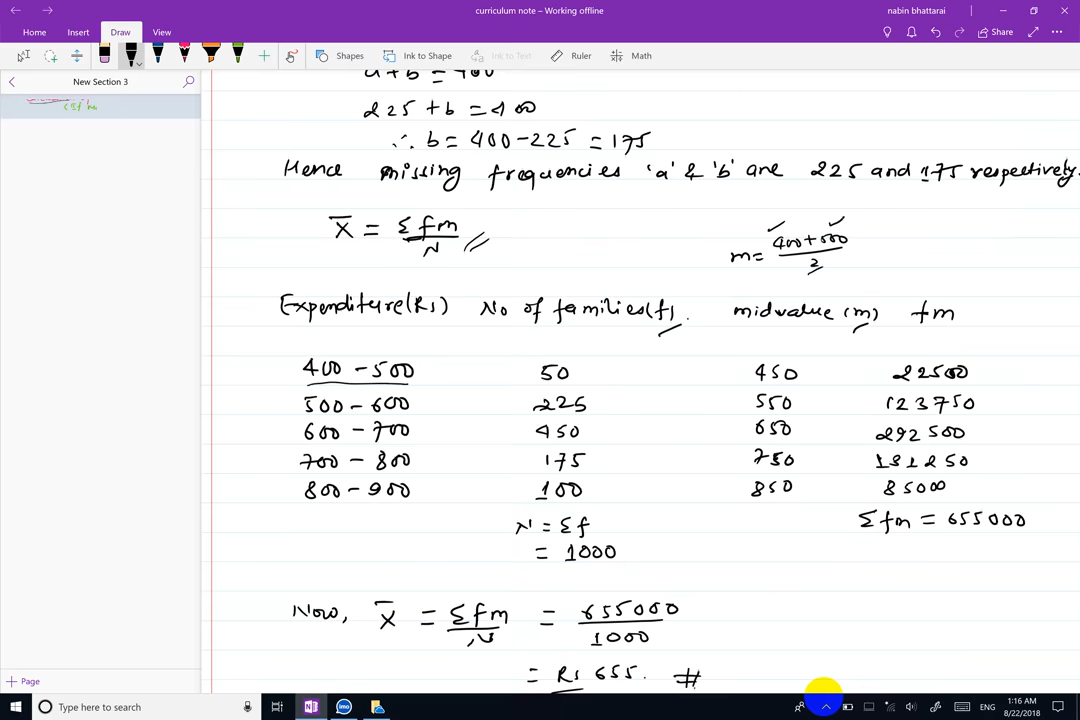 curriculum note – Working offline
nabin bhattarai
Home Insert Draw View
Share
Shapes Ink to Shape Ink to Text Ruler Math
New Section 3
a + b = 400
225 + b = 400
∴ b = 400 - 225 = 175
Hence missing frequencies 'a' & 'b' are 225 and 175 respectively.
X̄ = Σfm/N
m = 400+500/2
Expenditure(Rs) No of families(f). midvalue (m) fm
400 - 500 50 450 22500
500 - 600 225 550 123750
600 - 700 450 650 292500
700 - 800 175 750 131250
800 - 900 100 850 85000
N = Σf Σfm = 655000
= 1000
Now, X̄ = Σfm/N = 655000/1000
= Rs 655. #
+ Page
Type here to search
ENG
1:16 AM
8/22/2018